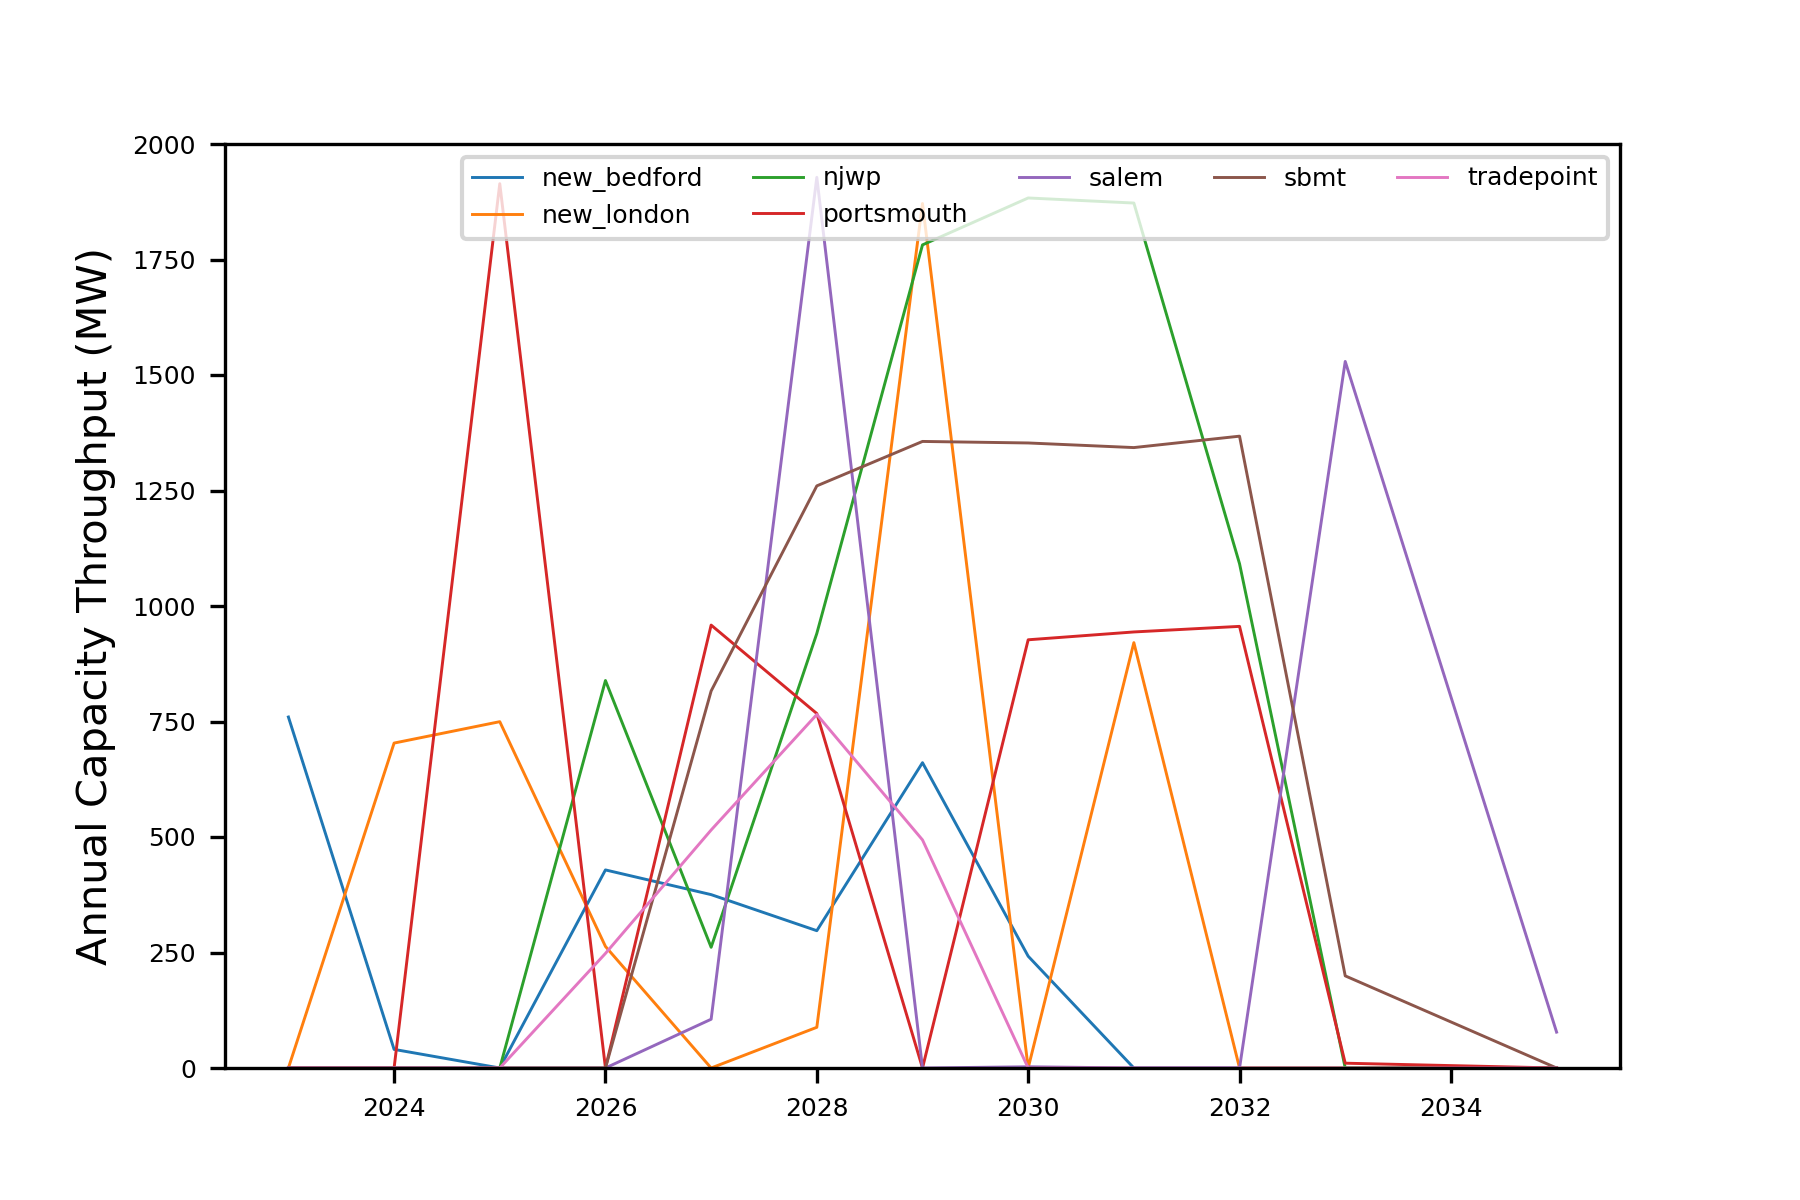 2000
1750
1500
1250
1000
750
500
250
0
Annual Capacity Throughput (MW)
new_bedford njwp salem sbmt tradepoint
new_london portsmouth
2024 2026 2028 2030 2032 2034